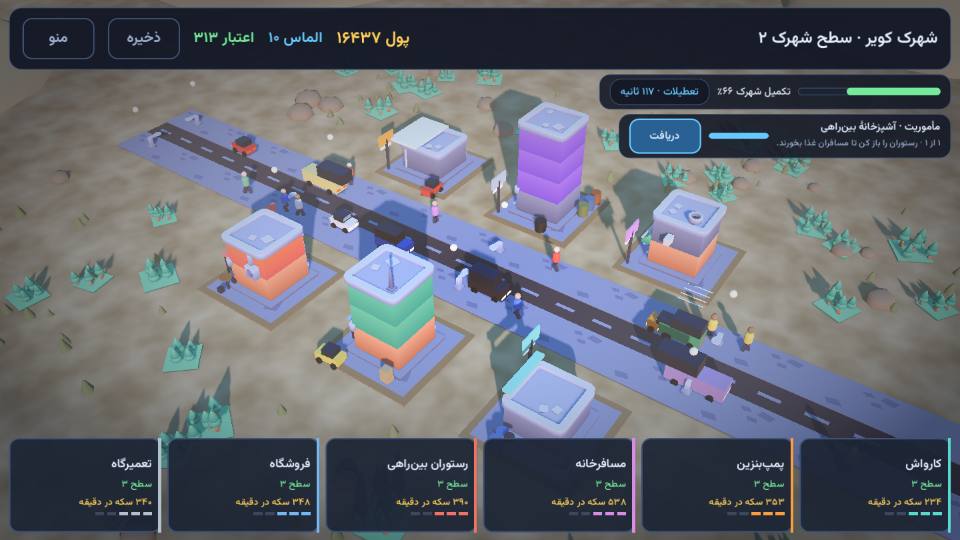 شهرک کویر · سطح شهرک ۲
پول ۱۶۴۳۷
الماس ۱۰
اعتبار ۳۱۳
ذخیره
منو
تکمیل شهرک ۶۶٪
تعطیلات · ۱۱۷ ثانیه
مأموریت · آشپزخانهٔ بین‌راهی
۱ از ۱ · رستوران را باز کن تا مسافران غذا بخورند.
دریافت
کارواش
سطح ۳
۲۳۴ سکه در دقیقه
پمپ‌بنزین
سطح ۳
۳۵۳ سکه در دقیقه
مسافرخانه
سطح ۳
۵۳۸ سکه در دقیقه
رستوران بین‌راهی
سطح ۳
۳۹۰ سکه در دقیقه
فروشگاه
سطح ۳
۳۴۸ سکه در دقیقه
تعمیرگاه
سطح ۳
۳۴۰ سکه در دقیقه